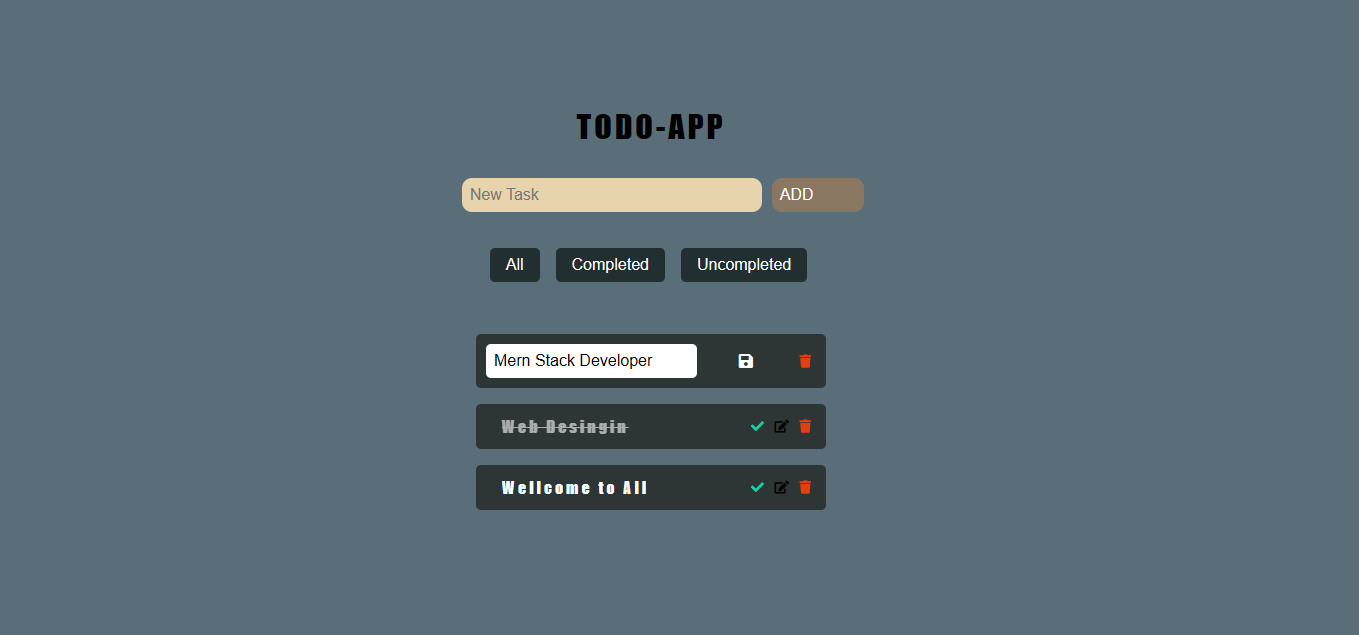 TODO-APP
New Task ADD
All Completed Uncompleted
Mern Stack Developer
Web Desingin
Wellcome to All